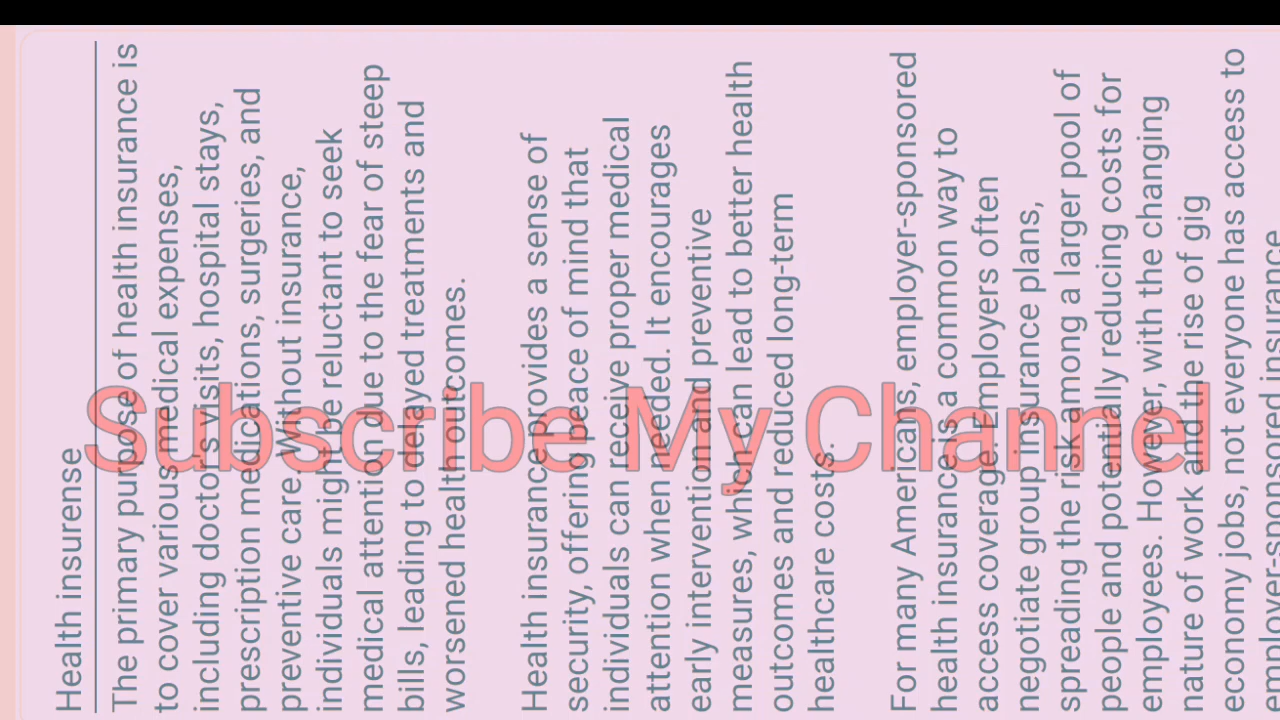 Health insurense
The primary purpose of health insurance is
to cover various medical expenses,
including doctor's visits, hospital stays,
prescription medications, surgeries, and
preventive care. Without insurance,
individuals might be reluctant to seek
medical attention due to the fear of steep
bills, leading to delayed treatments and
worsened health outcomes.
Health insurance provides a sense of
security, offering peace of mind that
individuals can receive proper medical
attention when needed. It encourages
early intervention and preventive
measures, which can lead to better health
outcomes and reduced long-term
healthcare costs.
For many Americans, employer-sponsored
health insurance is a common way to
access coverage. Employers often
negotiate group insurance plans,
spreading the risk among a larger pool of
people and potentially reducing costs for
employees. However, with the changing
nature of work and the rise of gig
economy jobs, not everyone has access to
employer-sponsored insurance
Subscribe My Channel